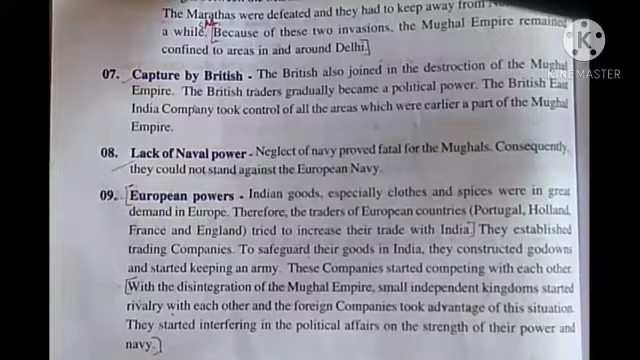 The Marathas were defeated and they had to keep away from
a while. Because of these two invasions, the Mughal Empire remained
confined to areas in and around Delhi.
07. Capture by British - The British also joined in the destroction of the Mughal
Empire. The British traders gradually became a political power. The British East
India Company took control of all the areas which were earlier a part of the Mughal
Empire.
08. Lack of Naval power - Neglect of navy proved fatal for the Mughals. Consequently,
they could not stand against the European Navy.
09. European powers - Indian goods, especially clothes and spices were in great
demand in Europe. Therefore, the traders of European countries (Portugal, Holland,
France and England) tried to increase their trade with India. They established
trading Companies. To safeguard their goods in India, they constructed godowns
and started keeping an army. These Companies started competing with each other.
With the disintegration of the Mughal Empire, small independent kingdoms started
rivalry with each other and the foreign Companies took advantage of this situation.
They started interfering in the political affairs on the strength of their power and
navy.
KINEMASTER